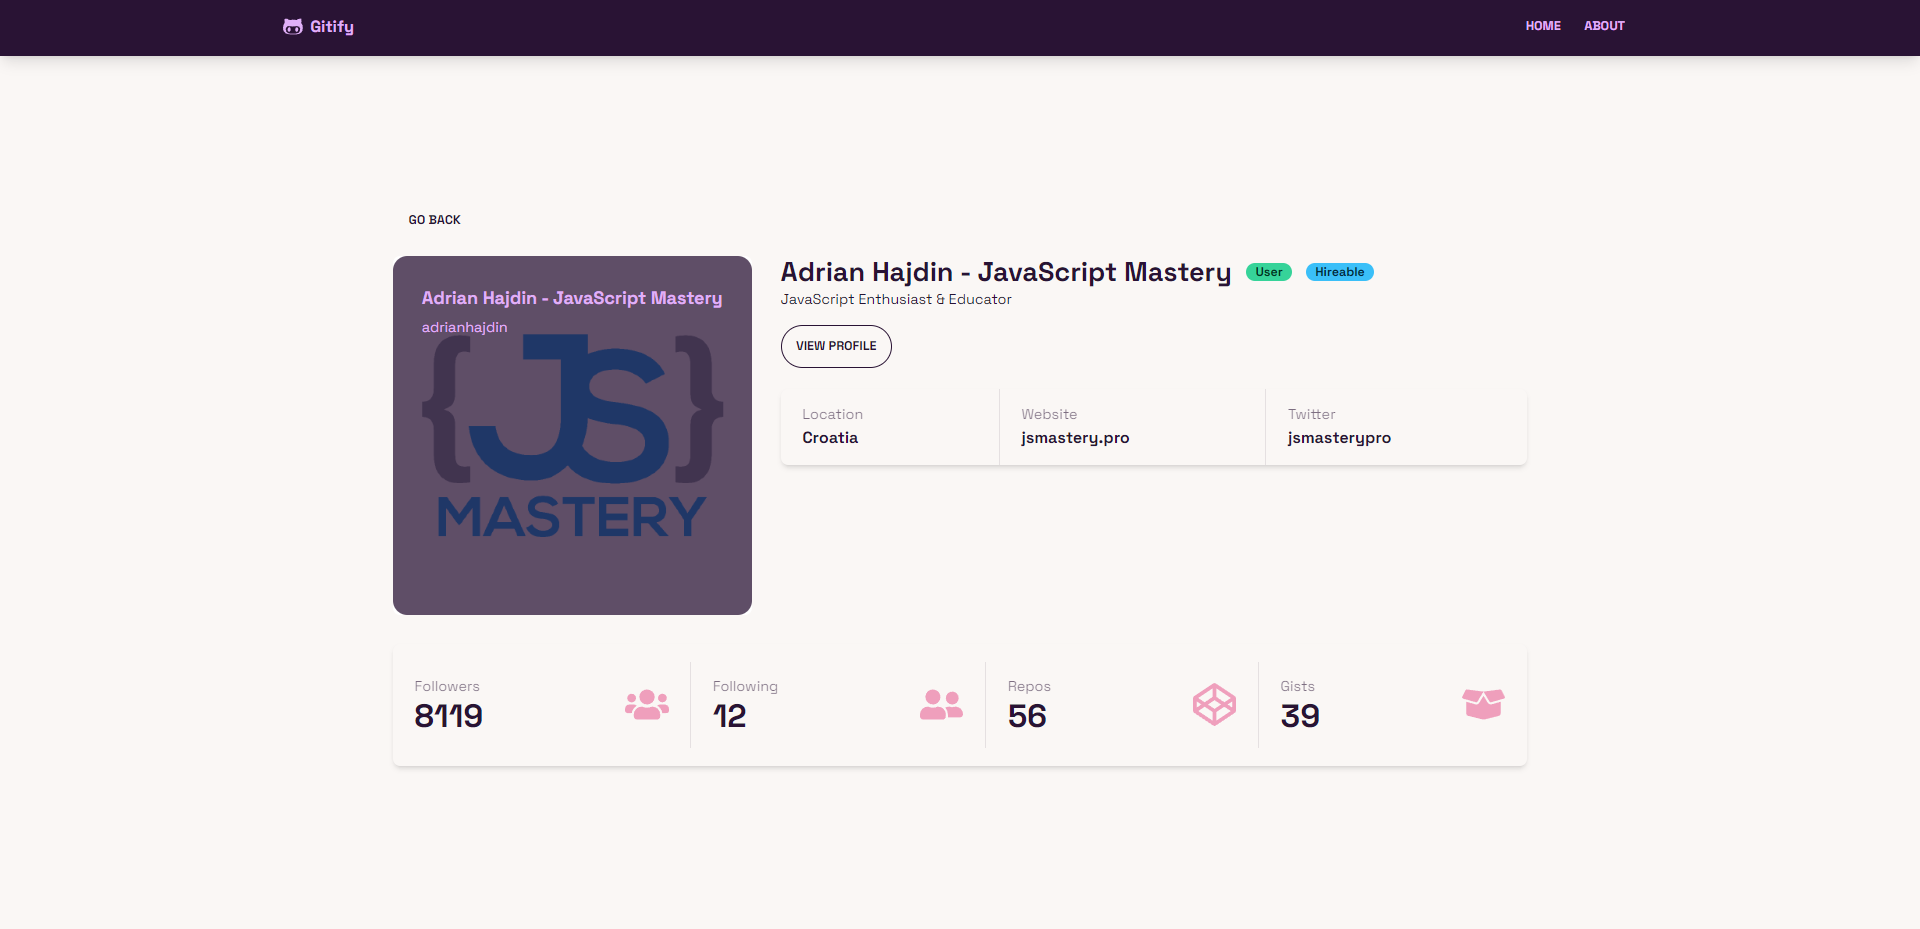 Gitify
HOME ABOUT
GO BACK
Adrian Hajdin - JavaScript Mastery
adrianhajdin
{JS}
MASTERY
Adrian Hajdin - JavaScript Mastery User Hireable
JavaScript Enthusiast & Educator
VIEW PROFILE
Location
Croatia
Website
jsmastery.pro
Twitter
jsmasterypro
Followers
8119
Following
12
Repos
56
Gists
39